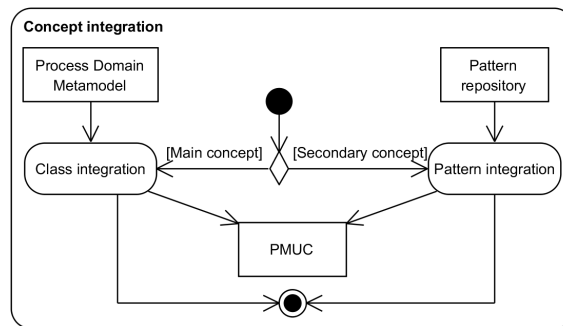 Concept integration
Process Domain
Metamodel
Pattern
repository
[Main concept]
[Secondary concept]
Class integration
Pattern integration
PMUC